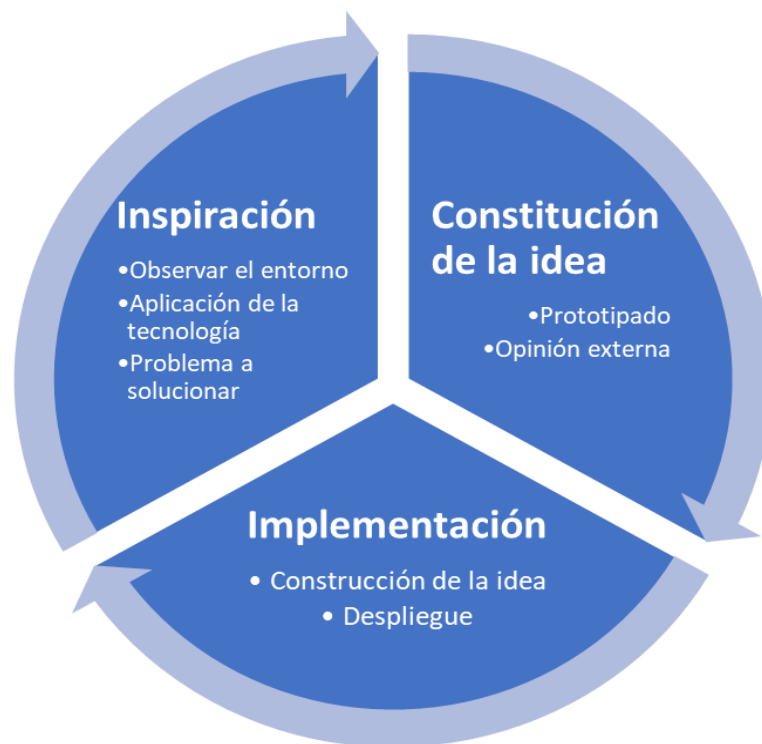 Inspiración
•Observar el entorno
•Aplicación de la
tecnología
•Problema a
solucionar
Constitución
de la idea
•Prototipado
•Opinión externa
Implementación
• Construcción de la idea
• Despliegue